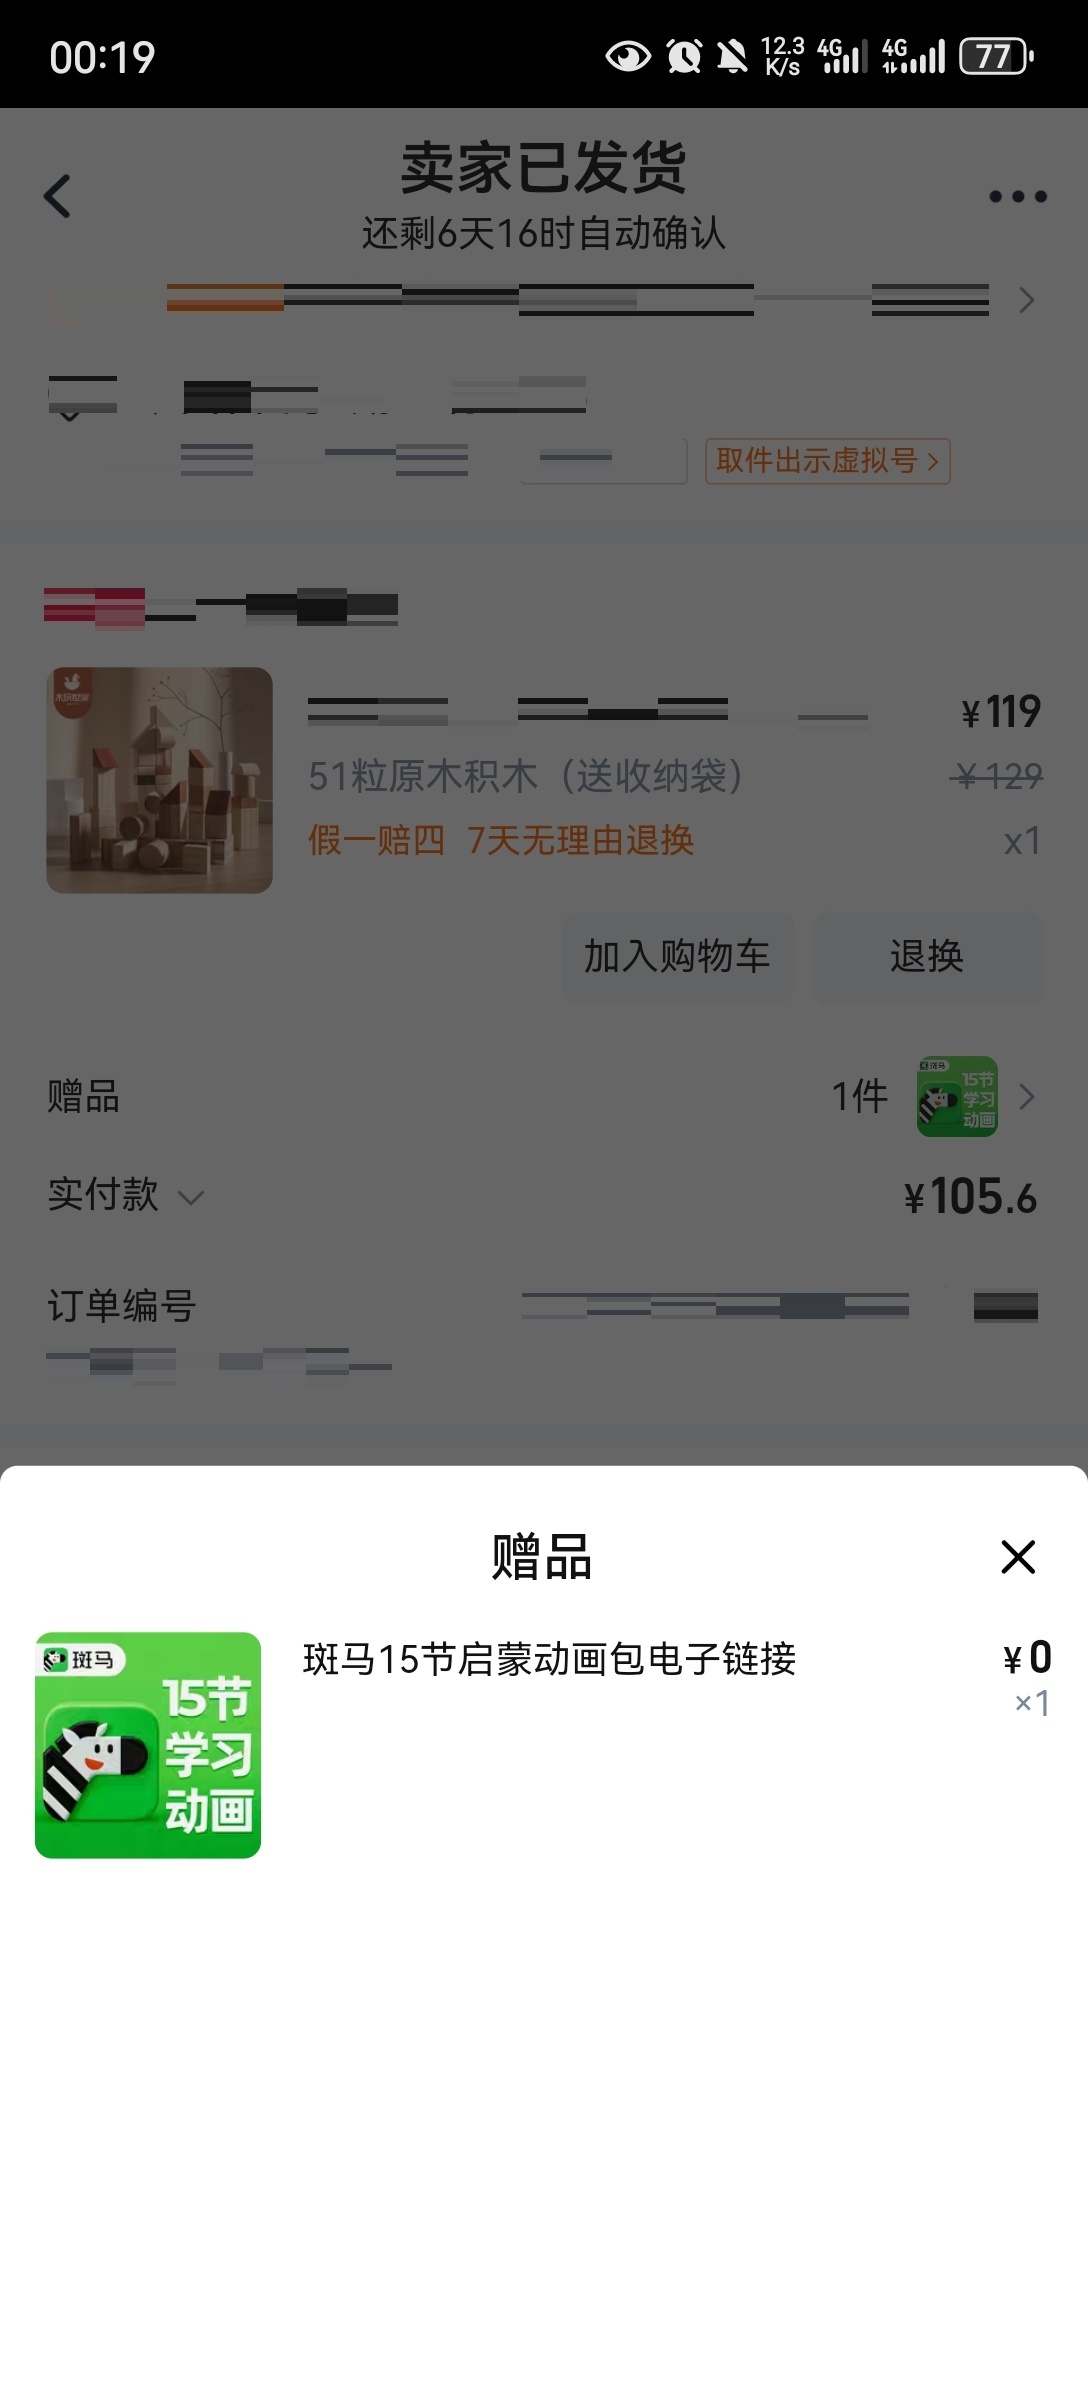 00:19
12.3
K/s
4G
4G
77
卖家已发货
还剩6天16时自动确认
取件出示虚拟号
¥119
51粒原木积木（送收纳袋）
¥129
假一赔四 7天无理由退换
x1
加入购物车
退换
赠品
1件
斑马
15节
学习
动画
实付款
¥105.6
订单编号
赠品
斑马
15节
学习
动画
斑马15节启蒙动画包电子链接
¥0
×1